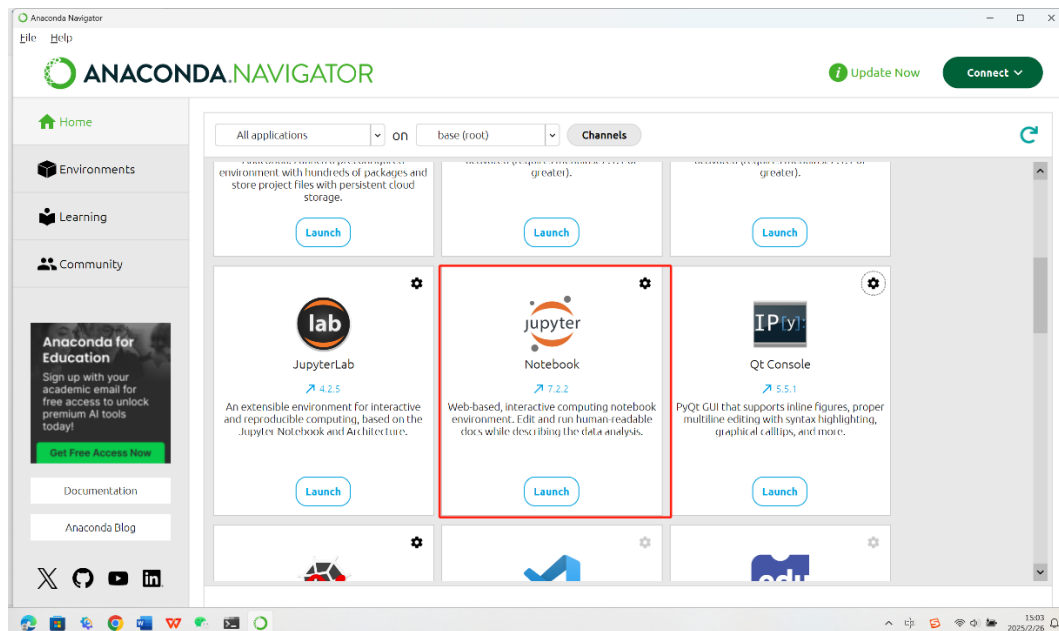 Anaconda Navigator
File Help
ANACONDA.NAVIGATOR
i Update Now
Connect
Home
Environments
Learning
Community
All applications
on
base (root)
Channels
environment with hundreds of packages and
store project files with persistent cloud
storage.
Launch
greater).
Launch
greater).
Launch
lab
JupyterLab
4.2.5
An extensible environment for interactive
and reproducible computing, based on the
Jupyter Notebook and Architecture.
Launch
jupyter
Notebook
7.2.2
Web-based, interactive computing notebook
environment. Edit and run human-readable
docs while describing the data analysis.
Launch
IP[y]:
Qt Console
5.5.1
PyQt GUI that supports inline figures, proper
multiline editing with syntax highlighting,
graphical calltips, and more.
Launch
Anaconda for
Education
Sign up with your
academic email for
free access to unlock
premium AI tools
today!
Get Free Access Now
Documentation
Anaconda Blog
in
W
中
S
15:03
2025/2/26